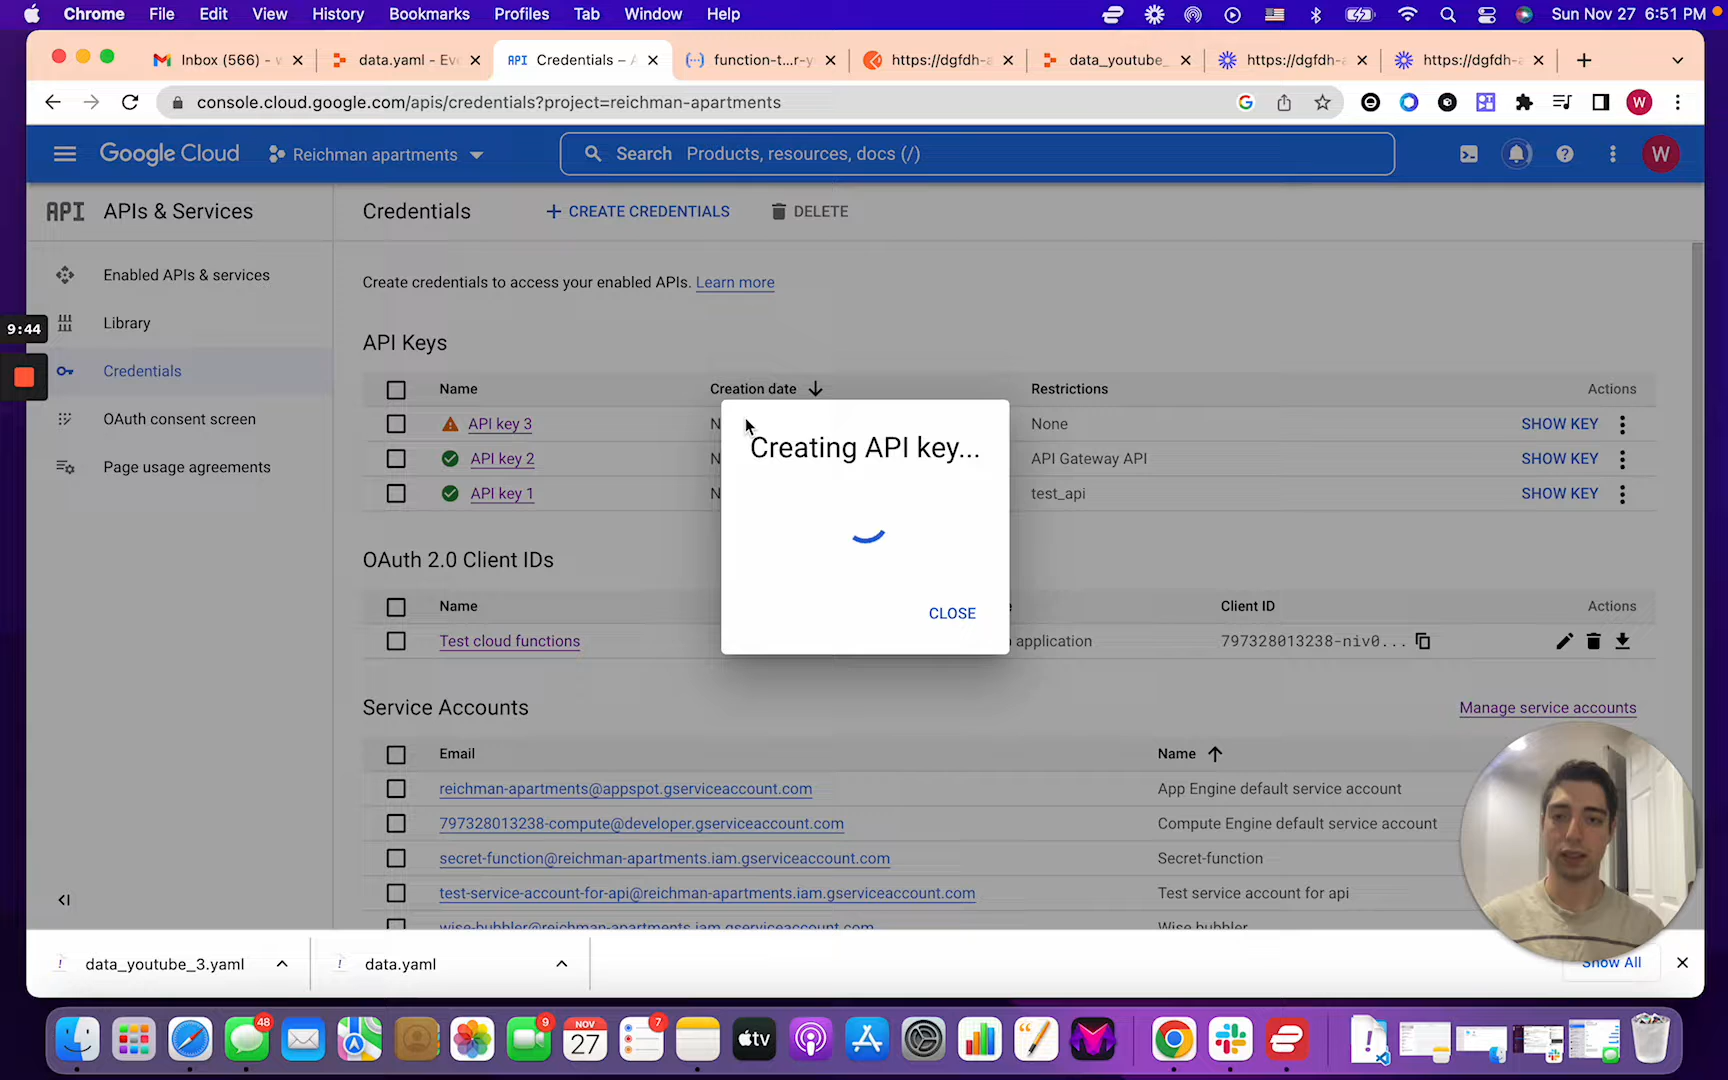 Chrome File Edit View History Bookmarks Profiles Tab Window Help Sun Nov 27 6:51 PM
Inbox (566) - data.yaml - Eve Credentials – A function-t...r-y https://dgfdh-a data_youtube_ https://dgfdh-a https://dgfdh-a
console.cloud.google.com/apis/credentials?project=reichman-apartments W
Google Cloud Reichman apartments Search Products, resources, docs (/) W
API APIs & Services Credentials + CREATE CREDENTIALS DELETE
Enabled APIs & services
Create credentials to access your enabled APIs. Learn more
9:44
Library
API Keys
Credentials
Name Creation date Restrictions Actions
OAuth consent screen
API key 3 N None SHOW KEY
Page usage agreements
API key 2 N API Gateway API SHOW KEY
API key 1 N test_api SHOW KEY
Creating API key...
CLOSE
OAuth 2.0 Client IDs
Name Client ID Actions
Test cloud functions application 797328013238-niv0...
Service Accounts Manage service accounts
Email Name
reichman-apartments@appspot.gserviceaccount.com App Engine default service account
797328013238-compute@developer.gserviceaccount.com Compute Engine default service account
secret-function@reichman-apartments.iam.gserviceaccount.com Secret-function
test-service-account-for-api@reichman-apartments.iam.gserviceaccount.com Test service account for api
wise-bubbler@reichman-apartments.iam.gserviceaccount.com Wise bubbler
data_youtube_3.yaml data.yaml Show All
48 9 NOV 27 7 tv